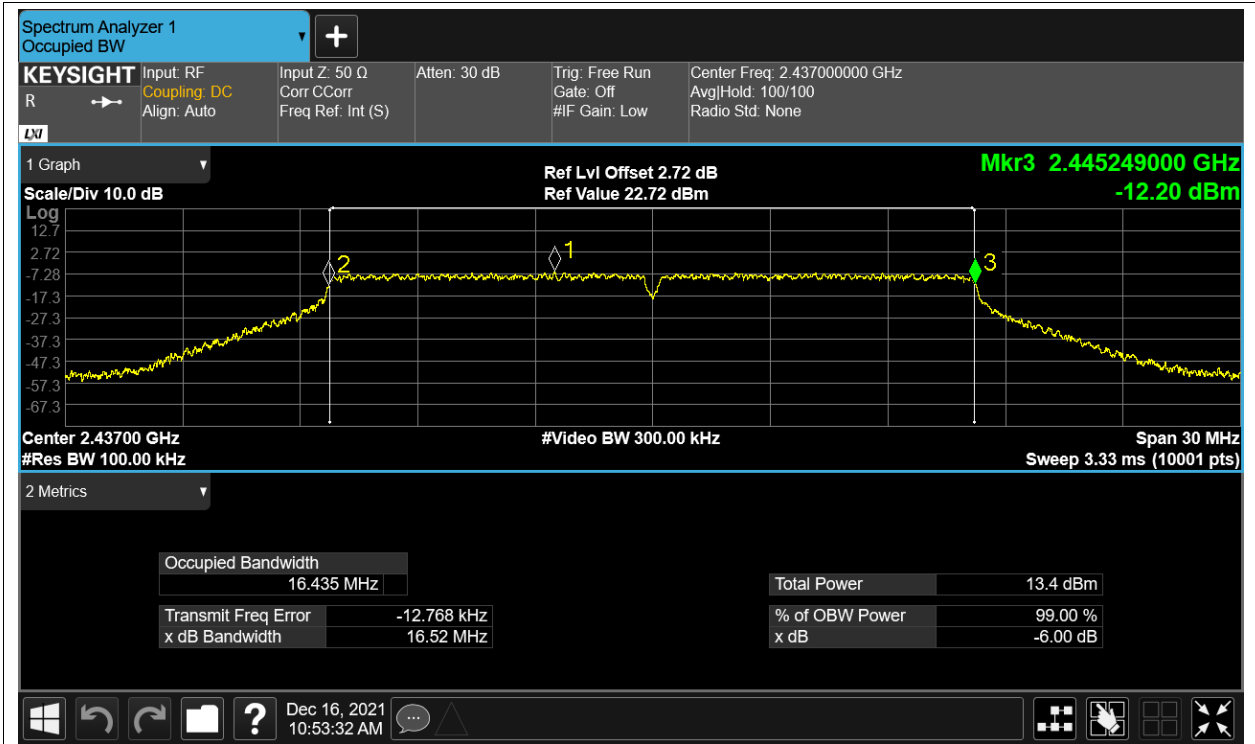 Spectrum Analyzer 1
Occupied BW
KEYSIGHT
R
LXI
Input: RF
Coupling: DC
Align: Auto
Input Z: 50 Ω
Corr CCorr
Freq Ref: Int (S)
Atten: 30 dB
Trig: Free Run
Gate: Off
#IF Gain: Low
Center Freq: 2.437000000 GHz
Avg|Hold: 100/100
Radio Std: None
1 Graph
Scale/Div 10.0 dB
Ref Lvl Offset 2.72 dB
Ref Value 22.72 dBm
Mkr3 2.445249000 GHz
-12.20 dBm
Log
12.7
2.72
-7.28
-17.3
-27.3
-37.3
-47.3
-57.3
-67.3
2
1
3
Center 2.43700 GHz
#Video BW 300.00 kHz
Span 30 MHz
#Res BW 100.00 kHz
Sweep 3.33 ms (10001 pts)
2 Metrics
Occupied Bandwidth
16.435 MHz
Transmit Freq Error -12.768 kHz
x dB Bandwidth 16.52 MHz
Total Power 13.4 dBm
% of OBW Power 99.00 %
x dB -6.00 dB
?
Dec 16, 2021
10:53:32 AM